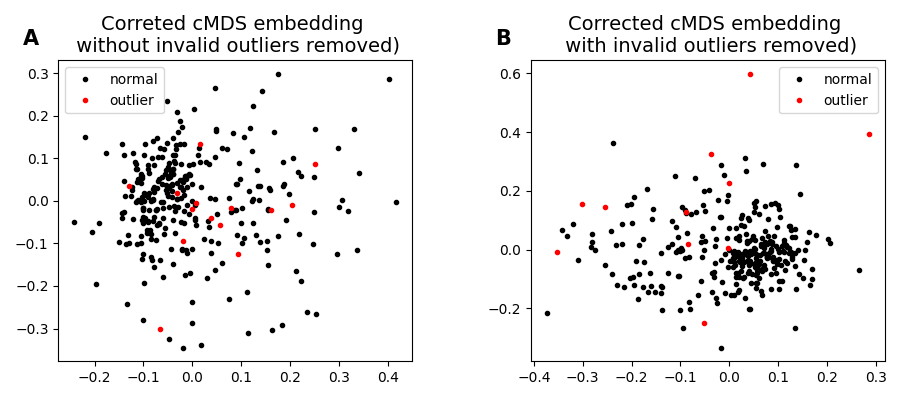 A
Correted cMDS embedding
without invalid outliers removed)
normal
outlier
0.3
0.2
0.1
0.0
−0.1
−0.2
−0.3
−0.2 −0.1 0.0 0.1 0.2 0.3 0.4
B
Corrected cMDS embedding
with invalid outliers removed)
normal
outlier
0.6
0.4
0.2
0.0
−0.2
−0.4 −0.3 −0.2 −0.1 0.0 0.1 0.2 0.3